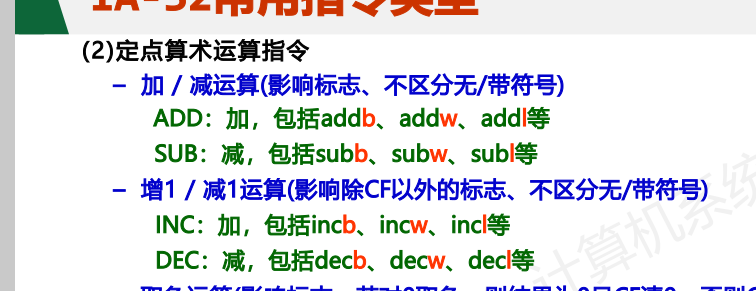 IA-32常用指令类型
(2)定点算术运算指令
– 加 / 减运算(影响标志、不区分无/带符号)
ADD：加，包括addb、addw、addl等
SUB：减，包括subb、subw、subl等
– 增1 / 减1运算(影响除CF以外的标志、不区分无/带符号)
INC：加，包括incb、incw、incl等
DEC：减，包括decb、decw、decl等
计算机系统